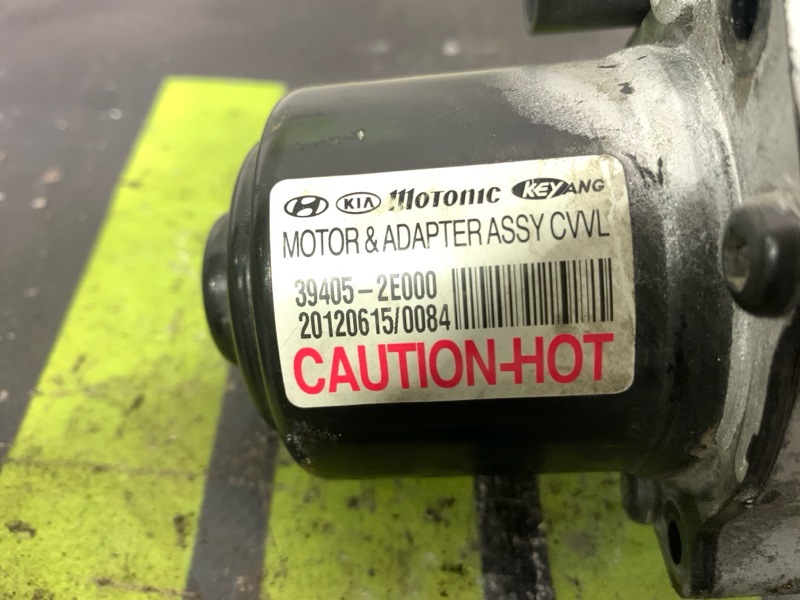 KIA MOTONIC KEYANG
MOTOR & ADAPTER ASSY CVVL
39405-2E000
20120615/0084
CAUTION-HOT